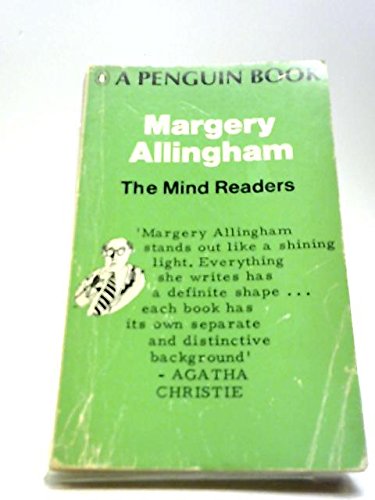 A PENGUIN BOOK
Margery
Allingham
The Mind Readers
'Margery Allingham
stands out like a shining
light. Everything
she writes has
a definite shape ...
each book has
its own separate
and distinctive
background'
- AGATHA
CHRISTIE